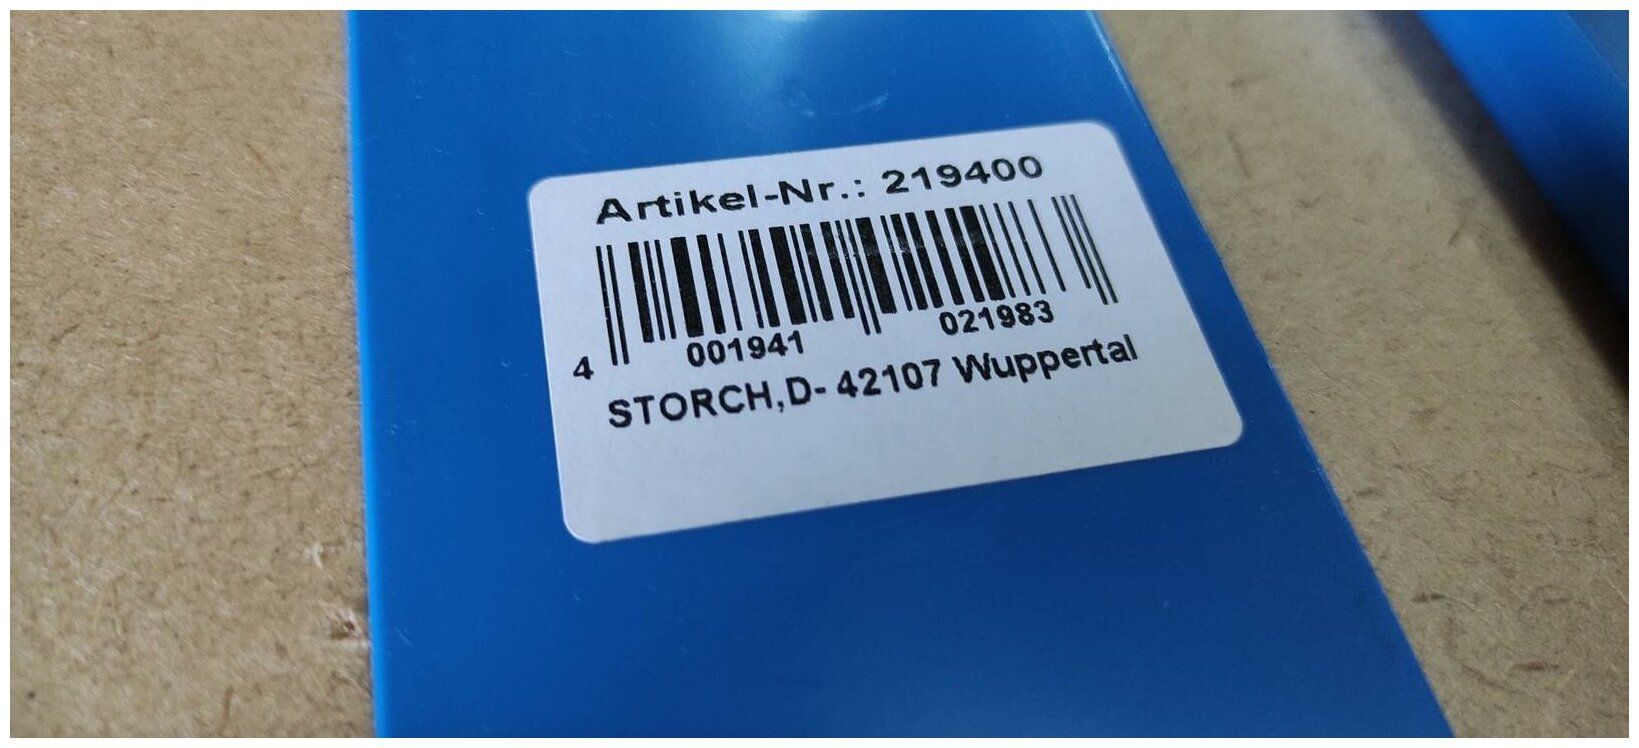 Artikel-Nr.: 219400
4 001941 021983
STORCH,D- 42107 Wuppertal